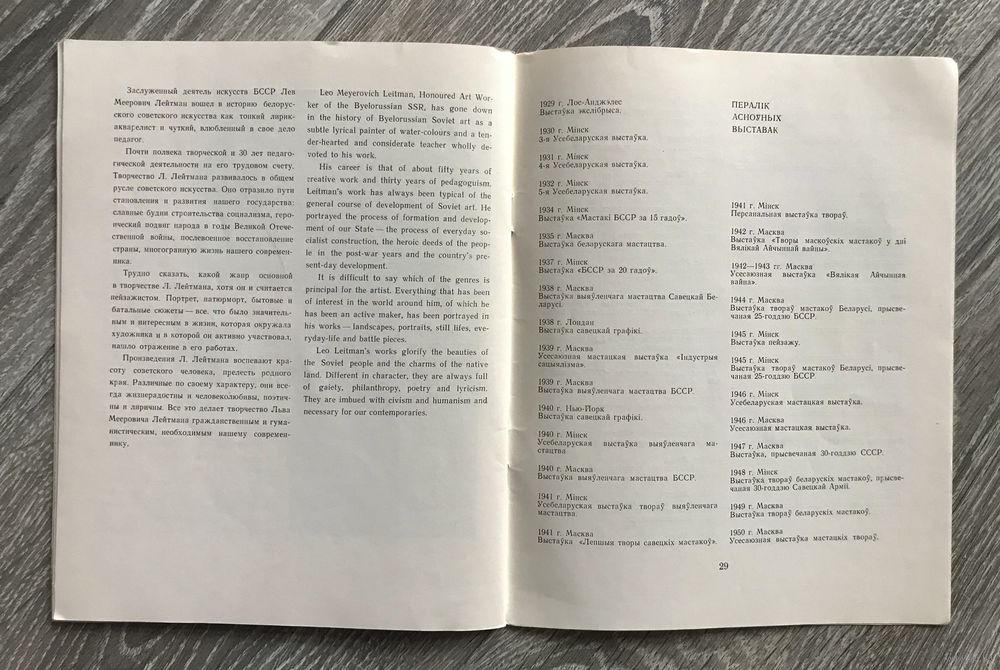 Заслуженный деятель искусств БССР Лев
Меерович Лейтман вошел в историю белорус-
ского советского искусства как тонкий лирик-
акварелист и чуткий, влюбленный в свое дело
педагог.
Почти полвека творческой и 30 лет педаго-
гической деятельности на его трудовом счету.
Творчество Л. Лейтмана развивалось в общем
русле советского искусства. Оно отразило пути
становления и развития нашего государства:
славные будни строительства социализма, геро-
ический подвиг народа в годы Великой Отече-
ственной войны, послевоенное восстановление
страны, многогранную жизнь нашего современ-
ника.
Трудно сказать, какой жанр основной
в творчестве Л. Лейтмана, хотя он и считается
пейзажистом. Портрет, натюрморт, бытовые и
батальные сюжеты — все, что было значитель-
ным и интересным в жизни, которая окружала
художника и в которой он активно участвовал,
нашло отражение в его работах.
Произведения Л. Лейтмана воспевают кра-
соту советского человека, прелесть родного
края. Различные по своему характеру, они все-
гда жизнерадостны и человеколюбивы, поэтич-
ны и лиричны. Все это делает творчество Льва
Мееровича Лейтмана гражданственным и гума-
нистическим, необходимым нашему современ-
нику.
Leo Meyerovich Leitman, Honoured Art Wor-
ker of the Byelorussian SSR, has gone down
in the history of Byelorussian Soviet art as a
subtle lyrical painter of water-colours and a ten-
der-hearted and considerate teacher wholly de-
voted to his work.
His career is that of about fifty years of
creative work and thirty years of pedagoguism.
Leitman's work has always been typical of the
general course of development of Soviet art. He
portrayed the process of formation and develop-
ment of our State — the process of everyday so-
cialist construction, the heroic deeds of the peop-
le in the post-war years and the country's pre-
sent-day development.
It is difficult to say which of the genres is
principal for the artist. Everything that has been
of interest in the world around him, of which he
has been an active maker, has been portrayed in
his works — landscapes, portraits, still lifes, eve-
ryday-life and battle pieces.
Leo Leitman's works glorify the beauties of
the Soviet people and the charms of the native
land. Different in character, they are always full
of gaiety, philanthropy, poetry and lyricism.
They are imbued with civism and humanism and
necessary for our contemporaries.
ПЕРАЛІК
АСНОЎНЫХ
ВЫСТАВАК
1929 г. Лос-Анджэлес
Выстаўка экслібрыса.
1930 г. Мінск
3-я Усебеларуская выстаўка.
1931 г. Мінск
4-я Усебеларуская выстаўка.
1932 г. Мінск
5-я Усебеларуская выстаўка.
1934 г. Мінск
Выстаўка «Мастакі БССР за 15 гадоў».
1935 г. Масква
Выстаўка беларускага мастацтва.
1937 г. Мінск
Выстаўка «БССР за 20 гадоў».
1938 г. Масква
Выстаўка выяўленчага мастацтва Савецкай Бе-
ларусі.
1938 г. Лондан
Выстаўка савецкай графікі.
1939 г. Масква
Усесаюзная мастацкая выстаўка «Індустрыя
сацыялізма».
1939 г. Масква
Выстаўка выяўленчага мастацтва БССР.
1940 г. Нью-Йорк
Выстаўка савецкай графікі.
1940 г. Мінск
Усебеларуская выстаўка выяўленчага ма-
стацтва
1940 г. Масква
Выстаўка выяўленчага мастацтва БССР.
1941 г. Мінск
Усебеларуская выстаўка твораў выяўленчага
мастацтва.
1941 г. Масква
Выстаўка «Лепшыя творы савецкіх мастакоў».
1941 г. Мінск
Персанальная выстаўка твораў.
1942 г. Масква
Выстаўка «Творы маскоўскіх мастакоў у дні
Вялікай Айчыннай вайны».
1942—1943 гг. Масква
Усесаюзная выстаўка «Вялікая Айчынная
вайна».
1944 г. Масква
Выстаўка твораў мастакоў Беларусі, прысве-
чаная 25-годдзю БССР.
1945 г. Мінск
Выстаўка пейзажу.
1945 г. Мінск
Выстаўка твораў мастакоў Беларусі, прысве-
чаная 25-годдзю БССР.
1946 г. Мінск
Усебеларуская мастацкая выстаўка.
1946 г. Масква
Усесаюзная мастацкая выстаўка.
1947 г. Масква
Выстаўка, прысвечаная 30-годдзю СССР.
1948 г. Мінск
Выстаўка твораў беларускіх мастакоў, прысве-
чаная 30-годдзю Савецкай Арміі.
1949 г. Масква
Выстаўка твораў беларускіх мастакоў.
1950 г. Масква
Усесаюзная выстаўка мастацкіх твораў.
29